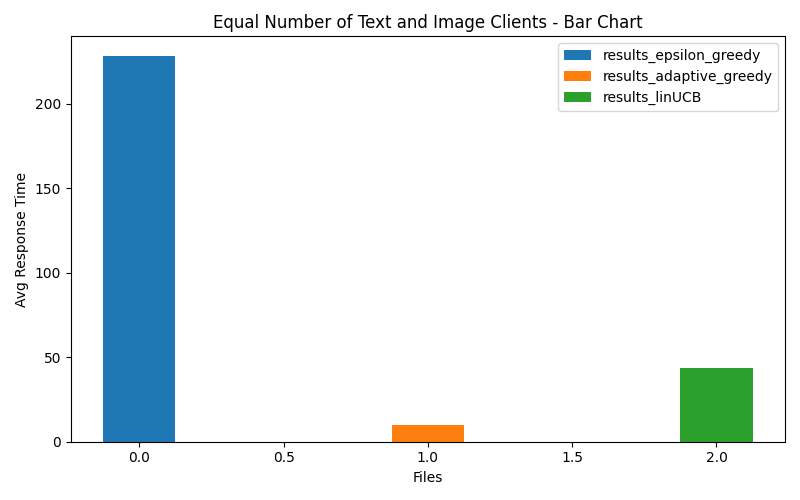 Equal Number of Text and Image Clients - Bar Chart
results_epsilon_greedy
results_adaptive_greedy
results_linUCB
Avg Response Time
200
150
100
50
0
0.0 0.5 1.0 1.5 2.0
Files